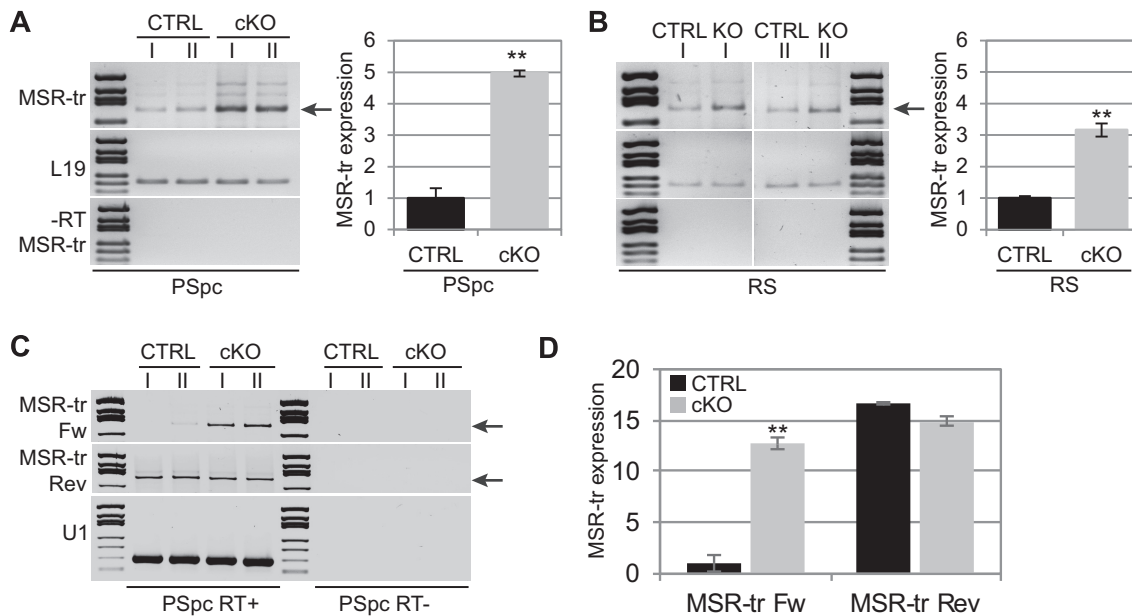 A
CTRL cKO
I II I II
MSR-tr
L19
-RT
MSR-tr
PSpc
MSR-tr expression
6
5
4
3
2
1
0
**
CTRL cKO
PSpc
B
CTRL KO CTRL KO
I I II II
RS
MSR-tr expression
6
5
4
3
2
1
0
**
CTRL cKO
RS
C
CTRL cKO CTRL cKO
I II I II I II I II
MSR-tr
Fw
MSR-tr
Rev
U1
PSpc RT+ PSpc RT-
D
MSR-tr expression
20
15
10
5
0
CTRL
cKO
**
MSR-tr Fw MSR-tr Rev